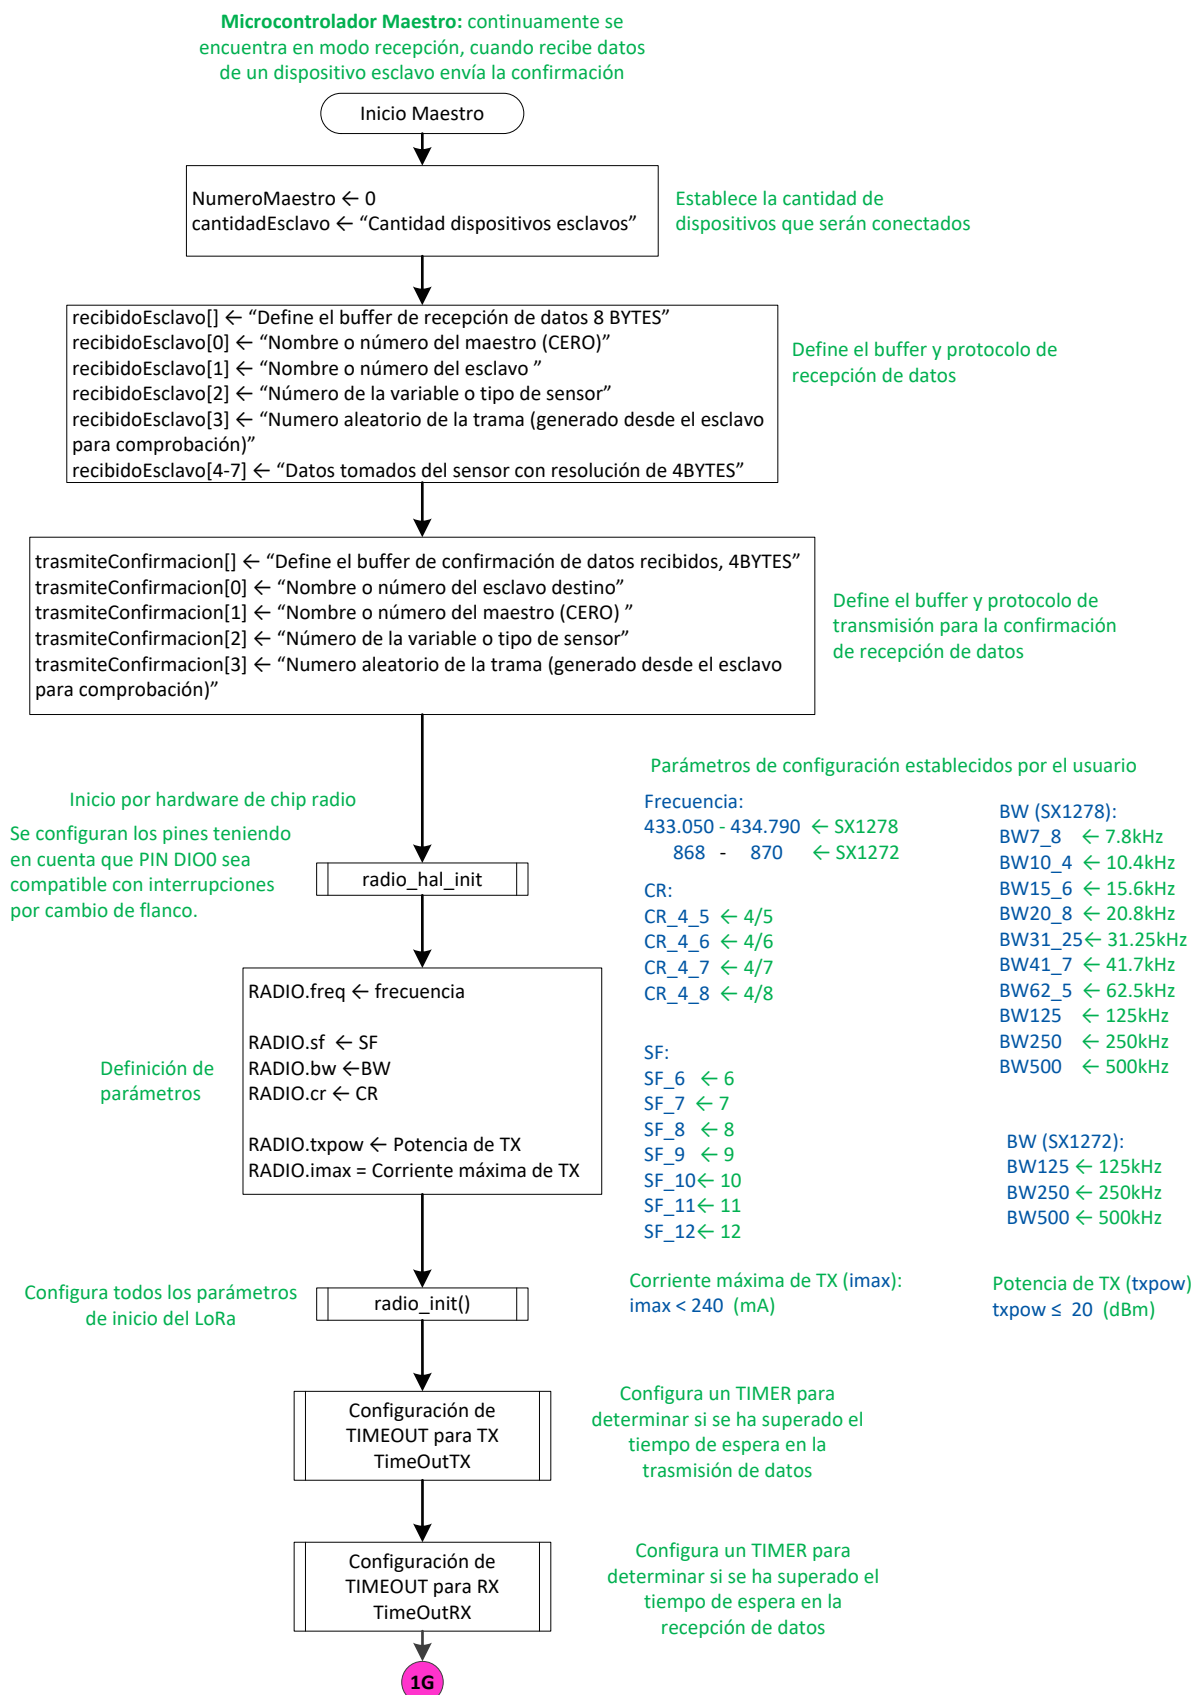 Microcontrolador Maestro: continuamente se
encuentra en modo recepción, cuando recibe datos
de un dispositivo esclavo envía la confirmación
Inicio Maestro
NumeroMaestro ← 0
cantidadEsclavo ← “Cantidad dispositivos esclavos”
Establece la cantidad de
dispositivos que serán conectados
recibidoEsclavo[] ← “Define el buffer de recepción de datos 8 BYTES”
recibidoEsclavo[0] ← “Nombre o número del maestro (CERO)”
recibidoEsclavo[1] ← “Nombre o número del esclavo ”
recibidoEsclavo[2] ← “Número de la variable o tipo de sensor”
recibidoEsclavo[3] ← “Numero aleatorio de la trama (generado desde el esclavo
para comprobación)”
recibidoEsclavo[4-7] ← “Datos tomados del sensor con resolución de 4BYTES”
Define el buffer y protocolo de
recepción de datos
trasmiteConfirmacion[] ← “Define el buffer de confirmación de datos recibidos, 4BYTES”
trasmiteConfirmacion[0] ← “Nombre o número del esclavo destino”
trasmiteConfirmacion[1] ← “Nombre o número del maestro (CERO) ”
trasmiteConfirmacion[2] ← “Número de la variable o tipo de sensor”
trasmiteConfirmacion[3] ← “Numero aleatorio de la trama (generado desde el esclavo
para comprobación)”
Define el buffer y protocolo de
transmisión para la confirmación
de recepción de datos
Inicio por hardware de chip radio
Se configuran los pines teniendo
en cuenta que PIN DIO0 sea
compatible con interrupciones
por cambio de flanco.
radio_hal_init
Definición de
parámetros
RADIO.freq ← frecuencia
RADIO.sf ← SF
RADIO.bw ←BW
RADIO.cr ← CR
RADIO.txpow ← Potencia de TX
RADIO.imax = Corriente máxima de TX
Parámetros de configuración establecidos por el usuario
Frecuencia:
433.050 - 434.790 ← SX1278
868 - 870 ← SX1272
CR:
CR_4_5 ← 4/5
CR_4_6 ← 4/6
CR_4_7 ← 4/7
CR_4_8 ← 4/8
SF:
SF_6 ← 6
SF_7 ← 7
SF_8 ← 8
SF_9 ← 9
SF_10← 10
SF_11← 11
SF_12← 12
BW (SX1278):
BW7_8 ← 7.8kHz
BW10_4 ← 10.4kHz
BW15_6 ← 15.6kHz
BW20_8 ← 20.8kHz
BW31_25← 31.25kHz
BW41_7 ← 41.7kHz
BW62_5 ← 62.5kHz
BW125 ← 125kHz
BW250 ← 250kHz
BW500 ← 500kHz
BW (SX1272):
BW125 ← 125kHz
BW250 ← 250kHz
BW500 ← 500kHz
Corriente máxima de TX (imax):
imax < 240 (mA)
Potencia de TX (txpow)
txpow ≤ 20 (dBm)
Configura todos los parámetros
de inicio del LoRa
radio_init()
Configuración de
TIMEOUT para TX
TimeOutTX
Configura un TIMER para
determinar si se ha superado el
tiempo de espera en la
trasmisión de datos
Configuración de
TIMEOUT para RX
TimeOutRX
Configura un TIMER para
determinar si se ha superado el
tiempo de espera en la
recepción de datos
1G